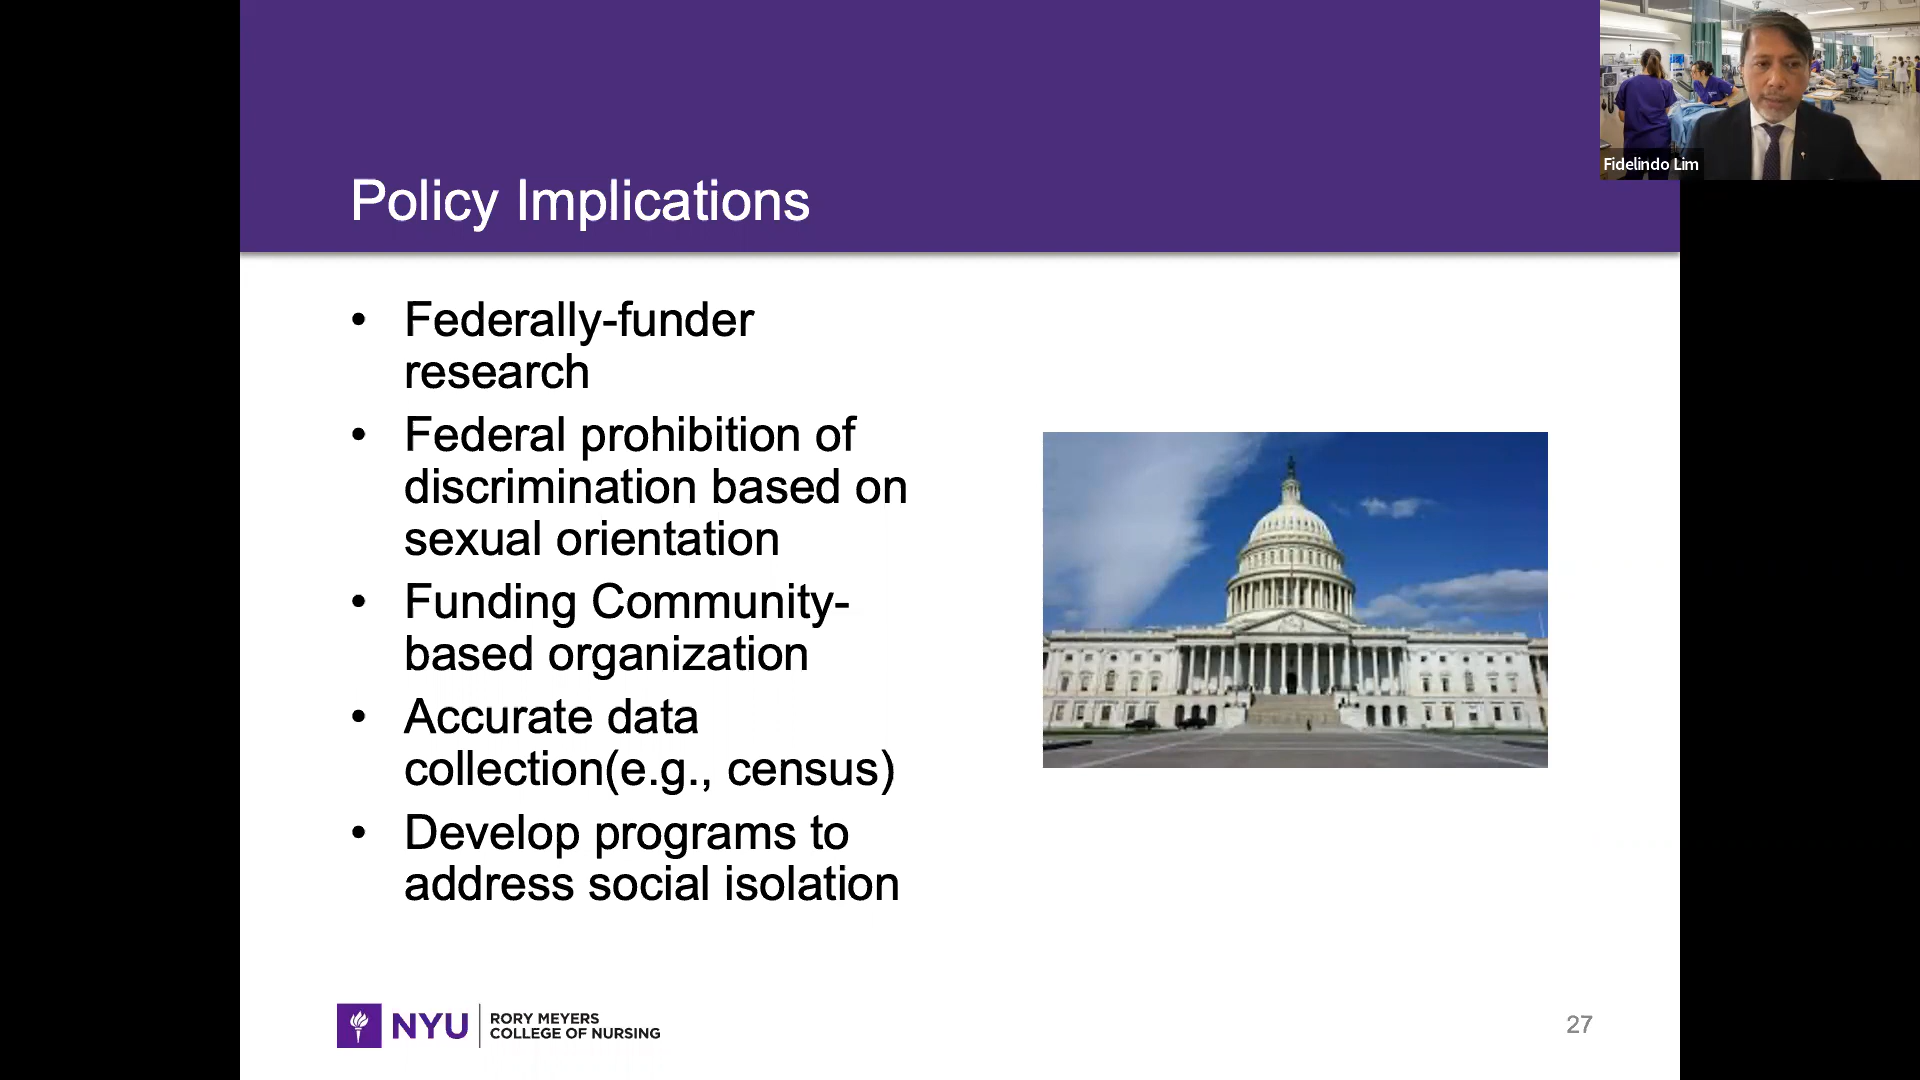 Fidelindo Lim
Policy Implications
• Federally-funder
research
• Federal prohibition of
discrimination based on
sexual orientation
• Funding Community-
based organization
• Accurate data
collection(e.g., census)
• Develop programs to
address social isolation
NYU
RORY MEYERS
COLLEGE OF NURSING
27